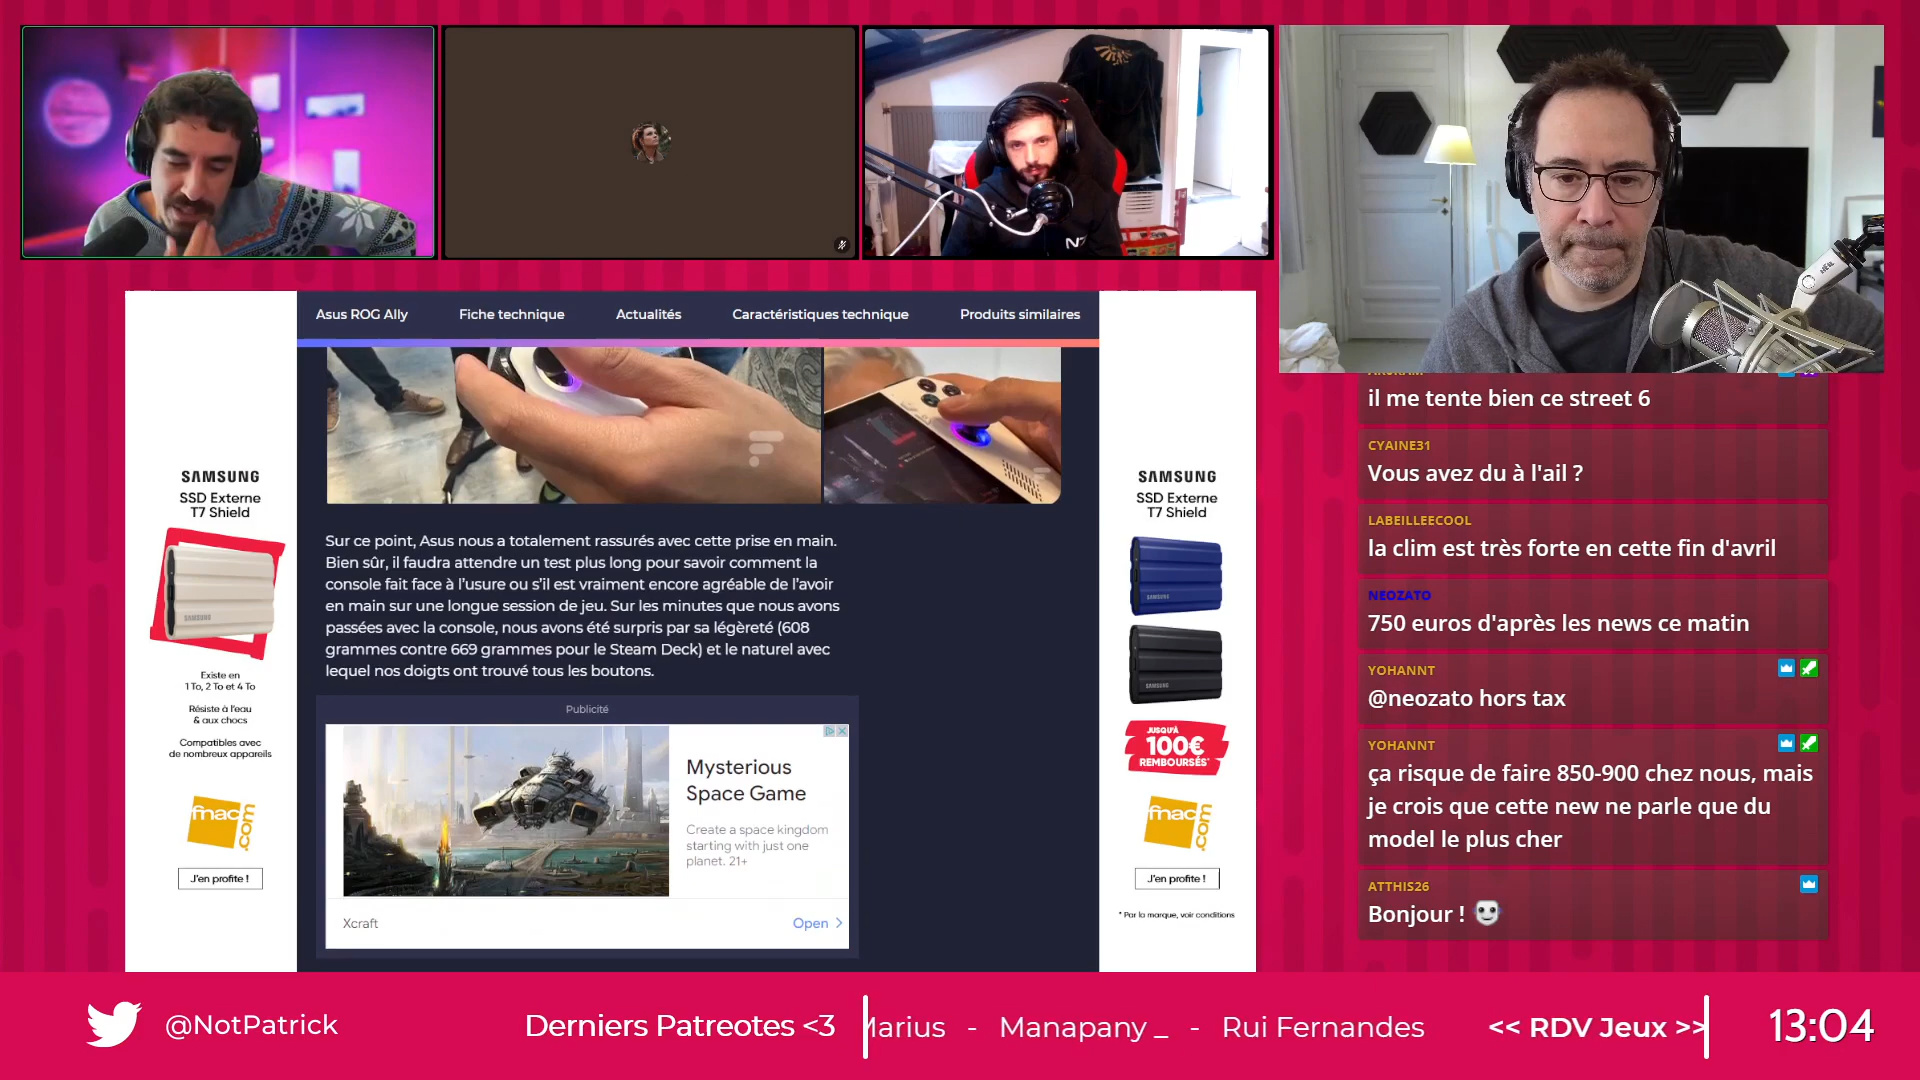 Asus ROG Ally
Fiche technique
Actualités
Caractéristiques technique
Produits similaires
SAMSUNG
SSD Externe
T7 Shield
Existe en
1 To, 2 To et 4 To
Résiste à l'eau
& aux chocs
Compatibles avec
de nombreux appareils
fnac
.com
J'en profite !
Sur ce point, Asus nous a totalement rassurés avec cette prise en main.
Bien sûr, il faudra attendre un test plus long pour savoir comment la
console fait face à l'usure ou s'il est vraiment encore agréable de l'avoir
en main sur une longue session de jeu. Sur les minutes que nous avons
passées avec la console, nous avons été surpris par sa légèreté (608
grammes contre 669 grammes pour le Steam Deck) et le naturel avec
lequel nos doigts ont trouvé tous les boutons.
Publicité
Mysterious
Space Game
Create a space kingdom
starting with just one
planet. 21+
Xcraft
Open
SAMSUNG
SSD Externe
T7 Shield
SAMSUNG
SAMSUNG
JUSQU'À
100€
REMBOURSÉS*
fnac
.com
J'en profite !
* Par la marque, voir conditions
il me tente bien ce street 6
CYAINE31
Vous avez du à l'ail ?
LABEILLEECOOL
la clim est très forte en cette fin d'avril
NEOZATO
750 euros d'après les news ce matin
YOHANNT
@neozato hors tax
YOHANNT
ça risque de faire 850-900 chez nous, mais
je crois que cette new ne parle que du
model le plus cher
ATTHIS26
Bonjour !
@NotPatrick
Derniers Patreotes <3
Marius - Manapany _ - Rui Fernandes
<< RDV Jeux >>
13:04